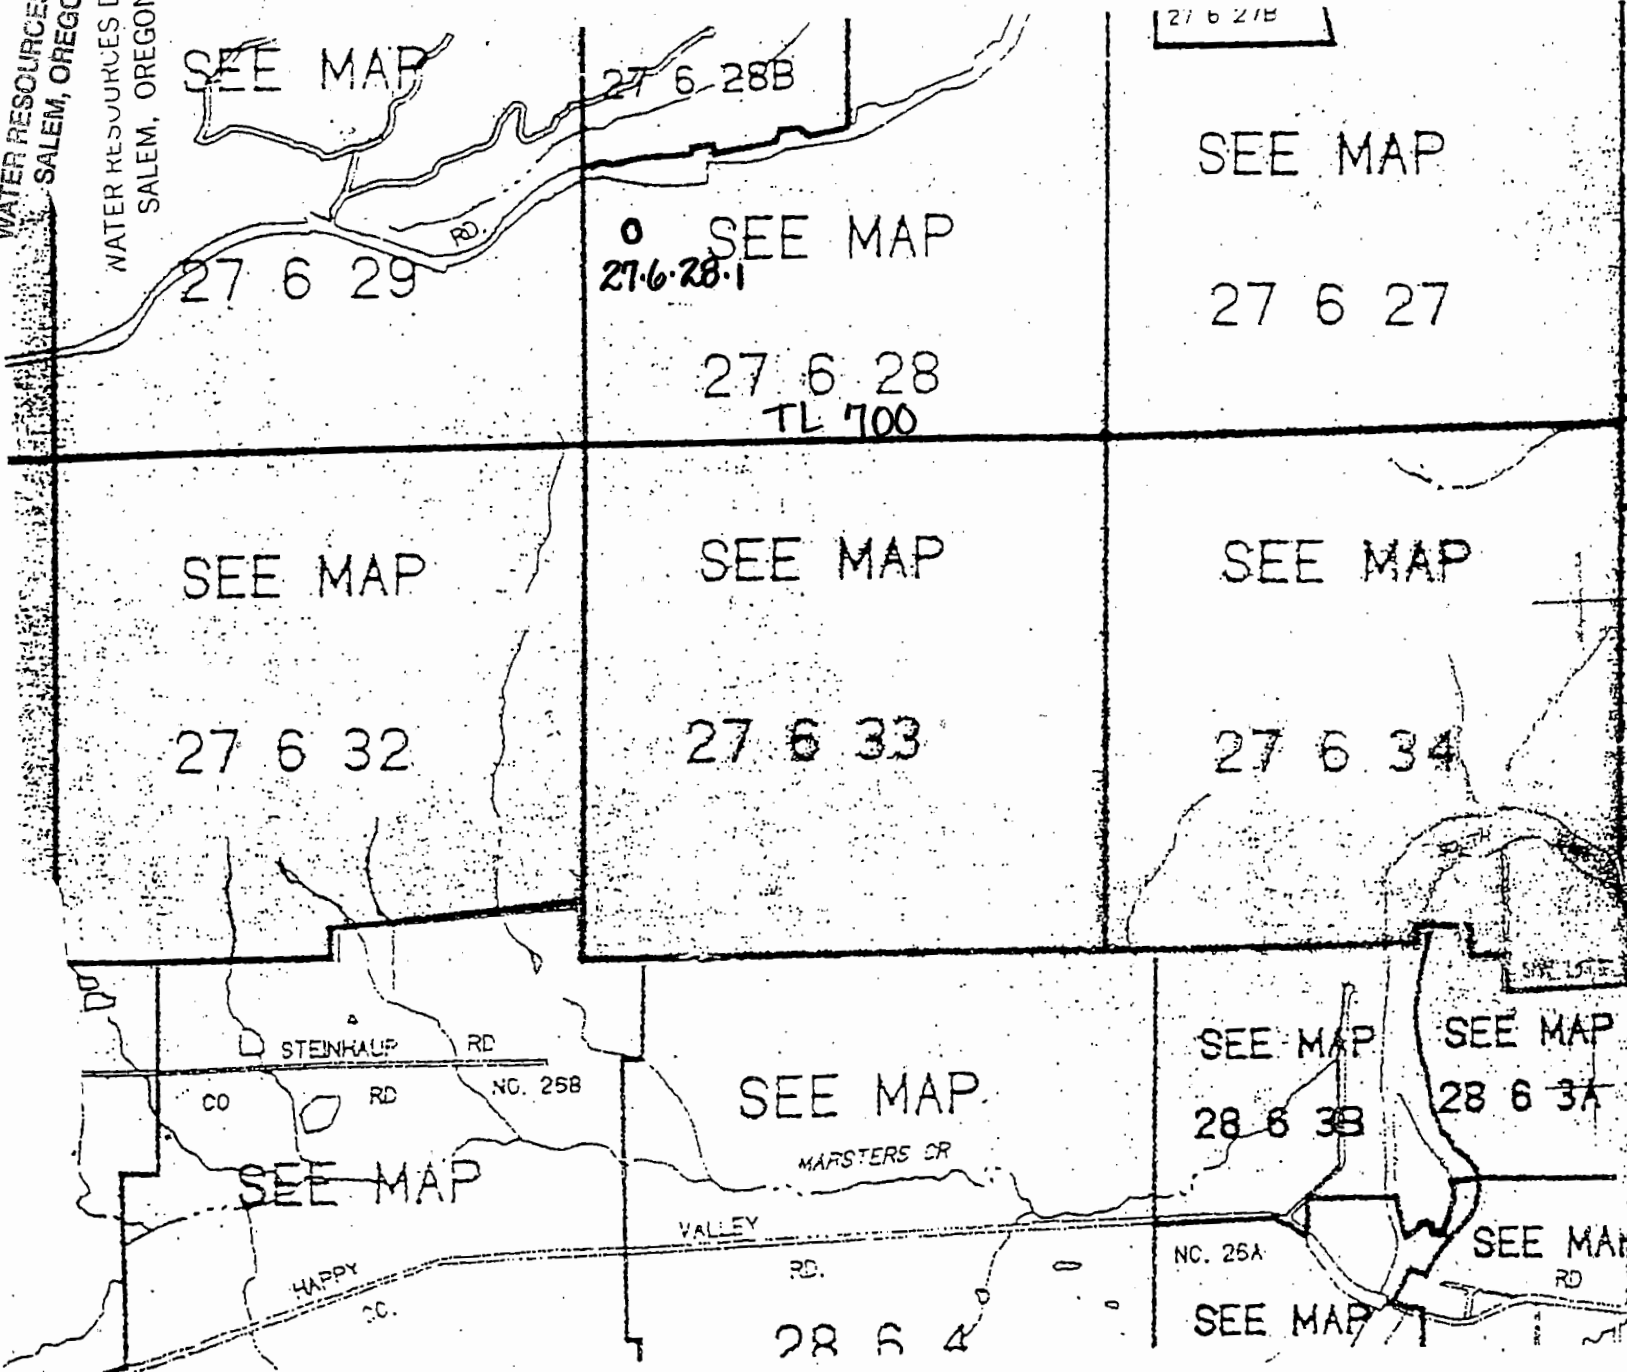 WATER RESOURCES
SALEM, OREGO
WATER RESOURCES D
SALEM, OREGON
27 6 27B
SEE MAP
27 6 28B
SEE MAP
RD.
O
SEE MAP
27 6 29
27.6.28.1
27 6 27
27 6 28
TL 700
SEE MAP
SEE MAP
SEE MAP
27 6 32
27 6 33
27 6 34
SEE MAP
SEE MAP
STEINHAUP RD
28 6 3B
28 6 3A
CO RD NO. 25B
SEE MAP
MARSTERS CR
SEE MAP
VALLEY
HAPPY
RD.
NO. 26A
SEE MA
RD
SEE MAP
28 6 4